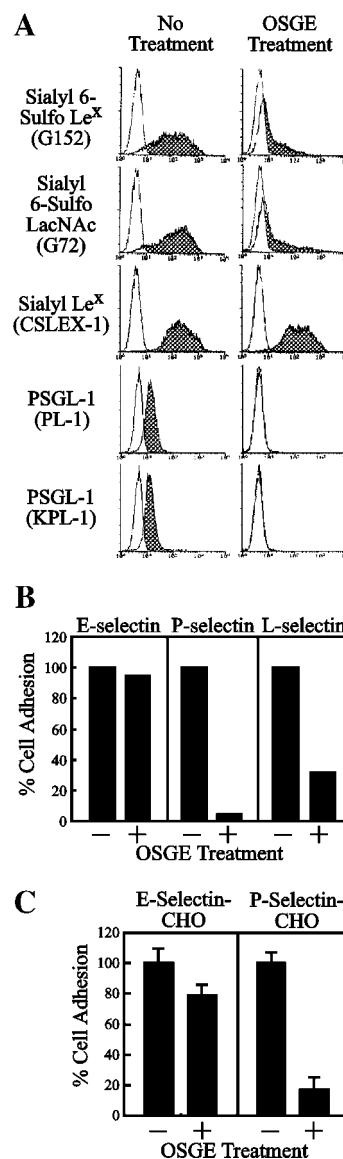 A
No
Treatment
OSGE
Treatment
Sialyl 6-
Sulfo Leˣ
(G152)
Sialyl
6-Sulfo
LacNAc
(G72)
Sialyl Leˣ
(CSLEX-1)
PSGL-1
(PL-1)
PSGL-1
(KPL-1)
B
E-selectin P-selectin L-selectin
% Cell Adhesion
120
100
80
60
40
20
0
− + − + − +
OSGE Treatment
C
E-Selectin-
CHO
P-Selectin-
CHO
% Cell Adhesion
120
100
80
60
40
20
0
− + − +
OSGE Treatment